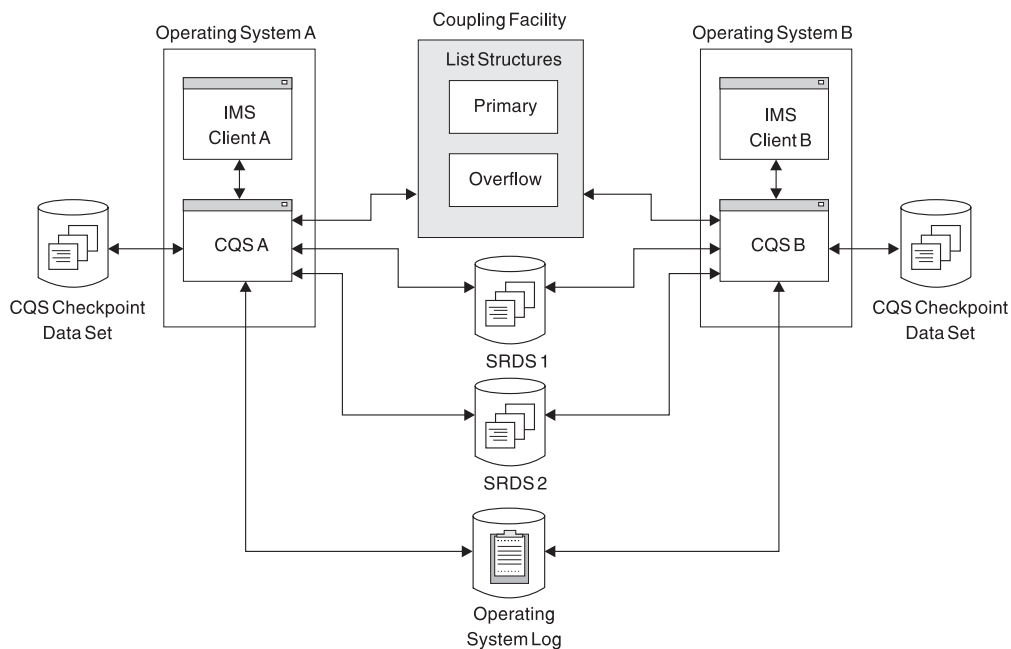 Coupling Facility
Operating System A
Operating System B
List Structures
Primary
IMS
Client A
IMS
Client B
Overflow
CQS A
CQS B
CQS Checkpoint
Data Set
CQS Checkpoint
Data Set
SRDS 1
SRDS 2
Operating
System Log